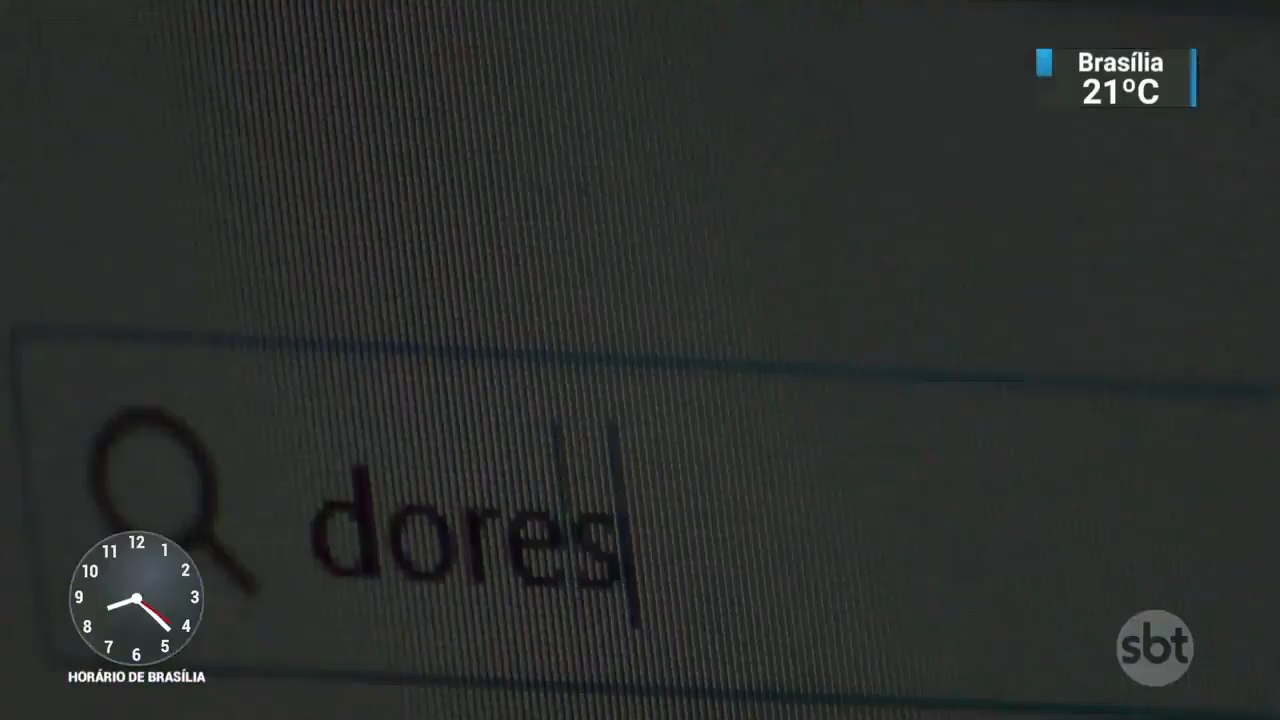 Brasília
21ºC
dores
12
11 1
10 2
9 3
8 4
7 5
6
HORÁRIO DE BRASÍLIA
sbt